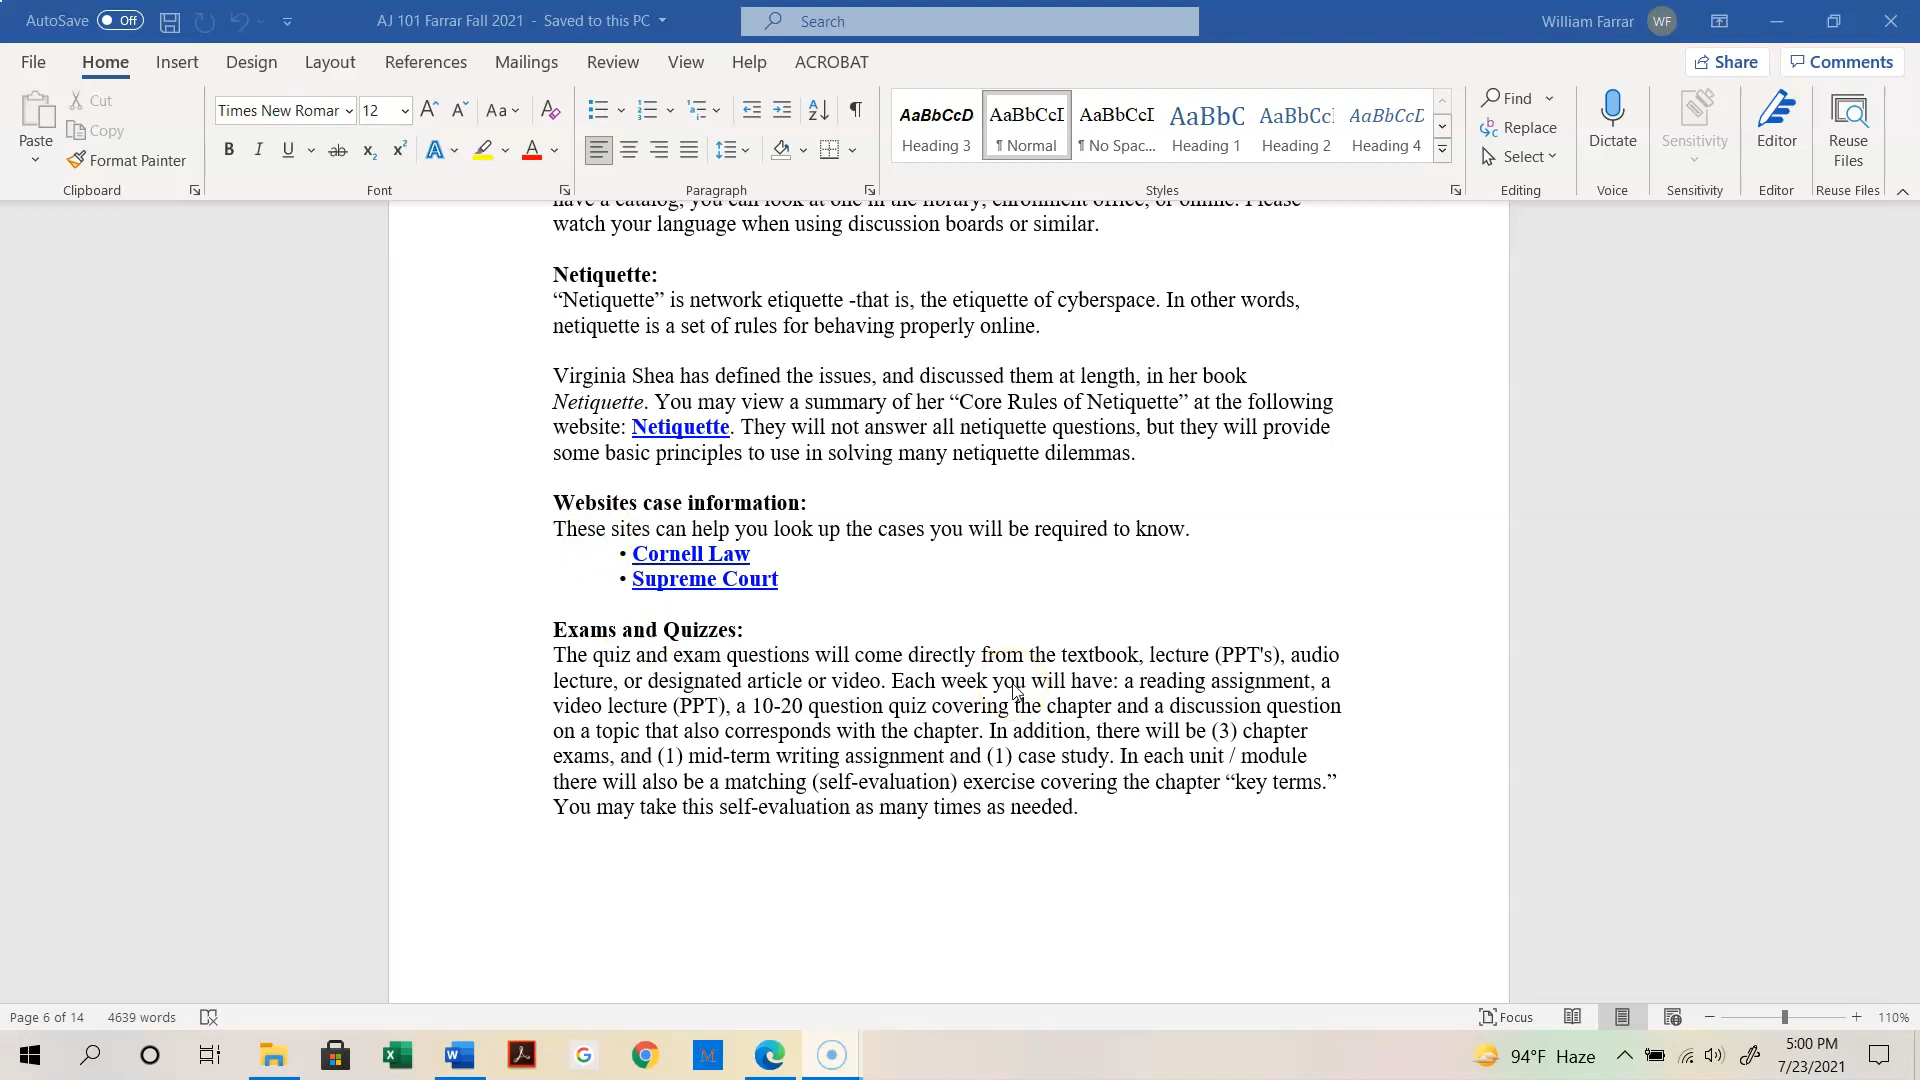 AutoSave Off AJ 101 Farrar Fall 2021 - Saved to this PC Search William Farrar WF
File Home Insert Design Layout References Mailings Review View Help ACROBAT Share Comments
Paste Cut Copy Format Painter Clipboard
Times New Romar 12 Aa Font
Paragraph
AaBbCcD AaBbCcI AaBbCcI AaBbC AaBbCcI AaBbCcD
Heading 3 ¶ Normal ¶ No Spac... Heading 1 Heading 2 Heading 4
Styles
Find Replace Select Editing
Dictate Voice
Sensitivity Sensitivity
Editor Editor
Reuse Files Reuse Files
have a catalog, you can look at one in the library, enrollment office, or online. Please
watch your language when using discussion boards or similar.
Netiquette:
“Netiquette” is network etiquette -that is, the etiquette of cyberspace. In other words,
netiquette is a set of rules for behaving properly online.
Virginia Shea has defined the issues, and discussed them at length, in her book
Netiquette. You may view a summary of her “Core Rules of Netiquette” at the following
website: Netiquette. They will not answer all netiquette questions, but they will provide
some basic principles to use in solving many netiquette dilemmas.
Websites case information:
These sites can help you look up the cases you will be required to know.
• Cornell Law
• Supreme Court
Exams and Quizzes:
The quiz and exam questions will come directly from the textbook, lecture (PPT's), audio
lecture, or designated article or video. Each week you will have: a reading assignment, a
video lecture (PPT), a 10-20 question quiz covering the chapter and a discussion question
on a topic that also corresponds with the chapter. In addition, there will be (3) chapter
exams, and (1) mid-term writing assignment and (1) case study. In each unit / module
there will also be a matching (self-evaluation) exercise covering the chapter “key terms.”
You may take this self-evaluation as many times as needed.
Page 6 of 14 4639 words Focus 110%
94°F Haze 5:00 PM
7/23/2021